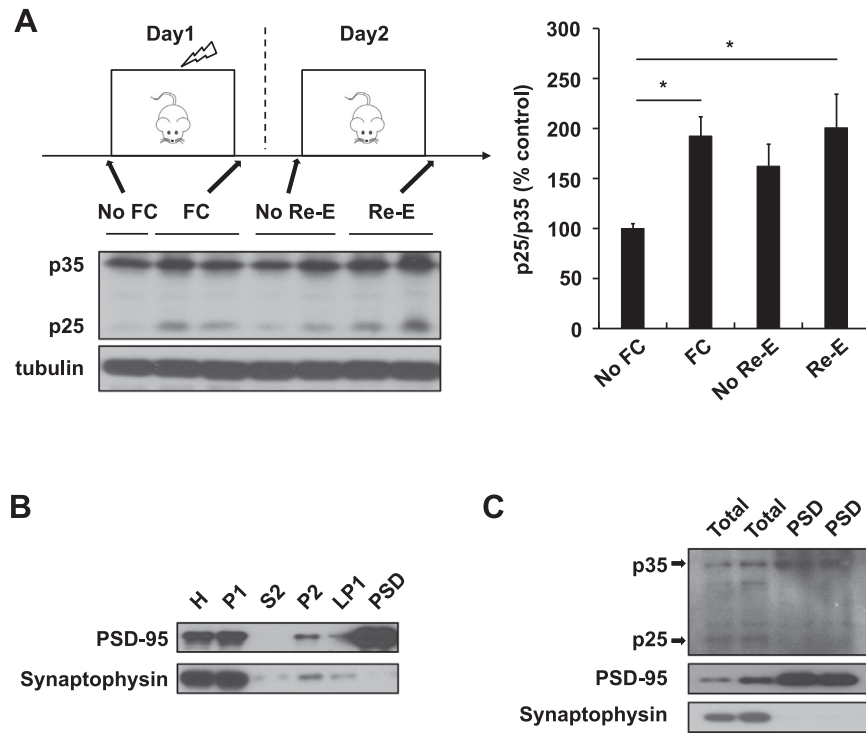 A
Day1
Day2
No FC
FC
No Re-E
Re-E
p35
p25
tubulin
p25/p35 (% control)
300
250
200
150
100
50
0
*
*
No FC
FC
No Re-E
Re-E
B
H
P1
S2
P2
LP1
PSD
PSD-95
Synaptophysin
C
Total
Total
PSD
PSD
p35
p25
PSD-95
Synaptophysin